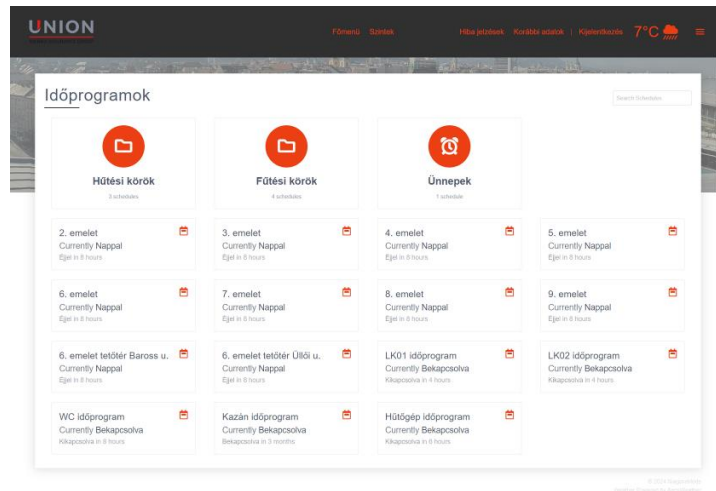 UNION
Főmenü Szintek Hiba jelzések Korábbi adatok | Kijelentkezés 7°C
Időprogramok
Search Schedules..
Hűtési körök
3 schedules
Fűtési körök
4 schedules
Ünnepek
1 schedule
2. emelet
Currently Nappal
Éjjel in 8 hours
3. emelet
Currently Nappal
Éjjel in 8 hours
4. emelet
Currently Nappal
Éjjel in 8 hours
5. emelet
Currently Nappal
Éjjel in 8 hours
6. emelet
Currently Nappal
Éjjel in 8 hours
7. emelet
Currently Nappal
Éjjel in 8 hours
8. emelet
Currently Nappal
Éjjel in 8 hours
9. emelet
Currently Nappal
Éjjel in 8 hours
6. emelet tetőtér Baross u.
Currently Nappal
Éjjel in 8 hours
6. emelet tetőtér Üllői u.
Currently Nappal
Éjjel in 8 hours
LK01 időprogram
Currently Bekapcsolva
Kikapcsolva in 4 hours
LK02 időprogram
Currently Bekapcsolva
Kikapcsolva in 4 hours
WC időprogram
Currently Bekapcsolva
Kikapcsolva in 8 hours
Kazán időprogram
Currently Bekapcsolva
Bekapcsolva in 3 months
Hűtőgép időprogram
Currently Bekapcsolva
Kikapcsolva in 6 hours